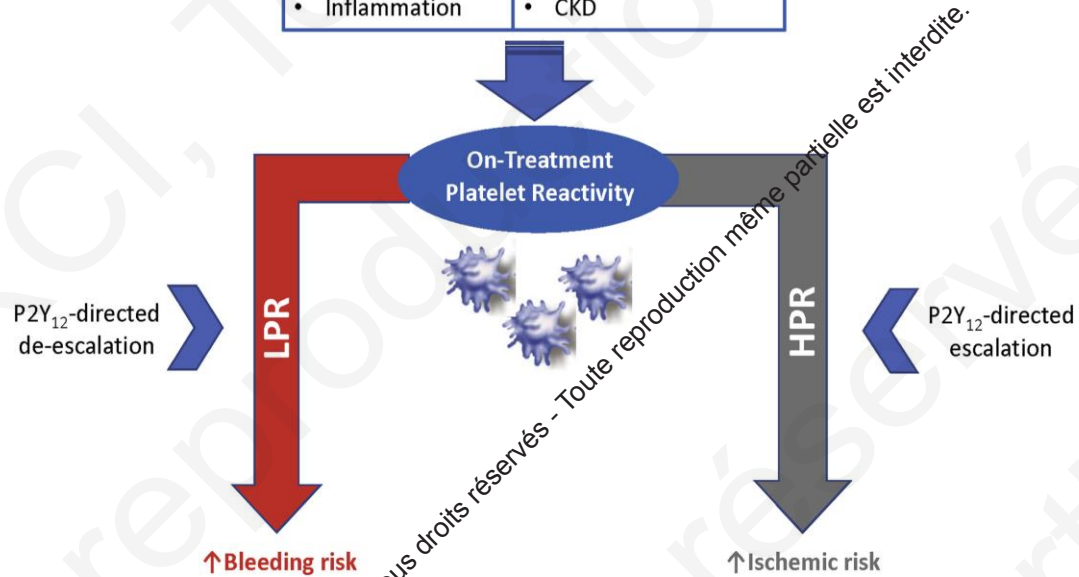 • Inflammation
• CKD
On-Treatment
Platelet Reactivity
P2Y12-directed
de-escalation
LPR
HPR
P2Y12-directed
escalation
↑Bleeding risk
↑Ischemic risk
droits réservés - Toute reproduction même partielle est interdite.